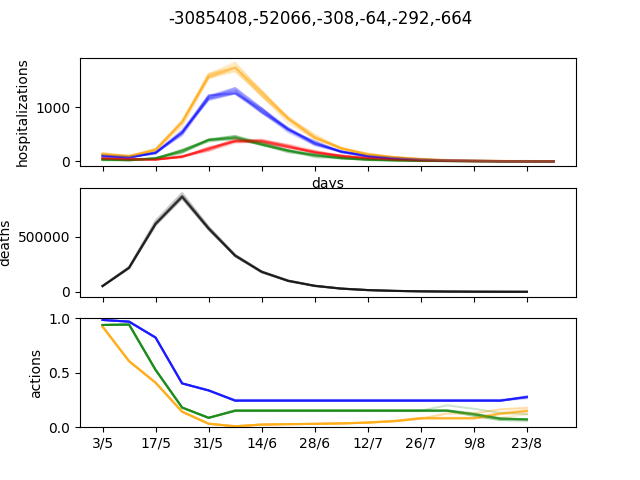 -3085408,-52066,-308,-64,-292,-664
hospitalizations
1000
0
days
deaths
500000
0
actions
1.0
0.5
0.0
3/5 17/5 31/5 14/6 28/6 12/7 26/7 9/8 23/8